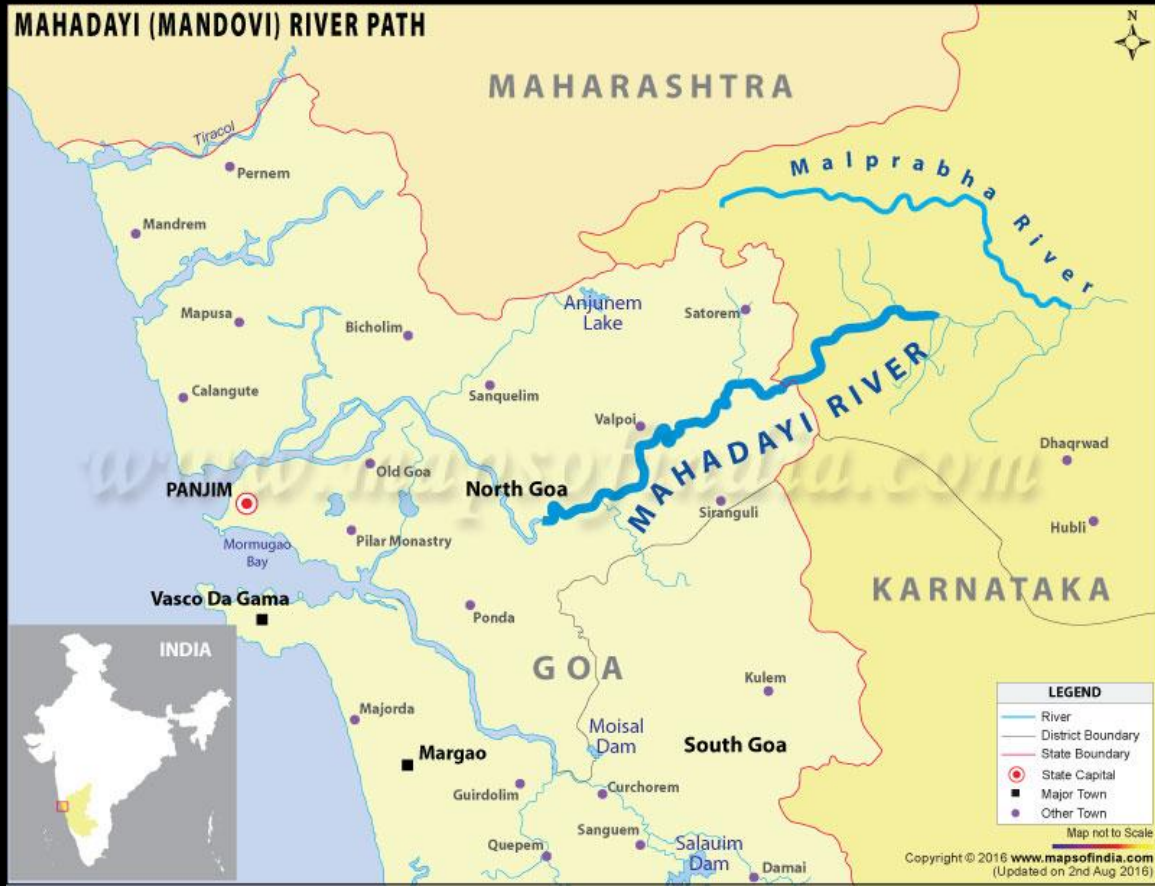 MAHADAYI (MANDOVI) RIVER PATH
N
MAHARASHTRA
Tiracol
Pernem
Malprabha River
Mandrem
Mapusa
Bicholim
Anjunem
Lake
Satorem
Calangute
Sanquelim
Valpoi
MAHADAYI RIVER
Dhaqrwad
www.mapsofindia.com
Old Goa
PANJIM
North Goa
Siranguli
Hubli
Pilar Monastry
Mormugao
Bay
KARNATAKA
Vasco Da Gama
Ponda
INDIA
GOA
Kulem
Majorda
Moisal
Dam
South Goa
Margao
Guirdolim
Curchorem
Sanguem
Quepem
Salauim
Dam
Damai
LEGEND
River
District Boundary
State Boundary
State Capital
Major Town
Other Town
Map not to Scale
Copyright © 2016 www.mapsofindia.com
(Updated on 2nd Aug 2016)